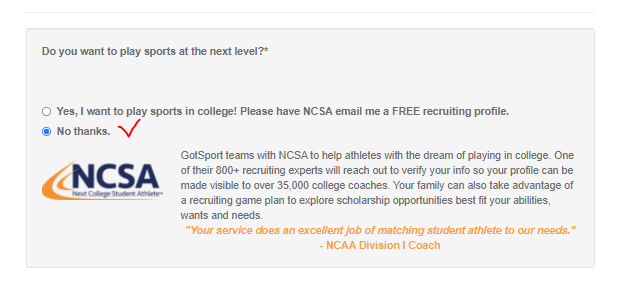 Do you want to play sports at the next level?*
Yes, I want to play sports in college! Please have NCSA email me a FREE recruiting profile.
No thanks.
NCSA
Next College Student Athlete
GotSport teams with NCSA to help athletes with the dream of playing in college. One
of their 800+ recruiting experts will reach out to verify your info so your profile can be
made visible to over 35,000 college coaches. Your family can also take advantage of
a recruiting game plan to explore scholarship opportunities best fit your abilities,
wants and needs.
"Your service does an excellent job of matching student athlete to our needs."
- NCAA Division I Coach